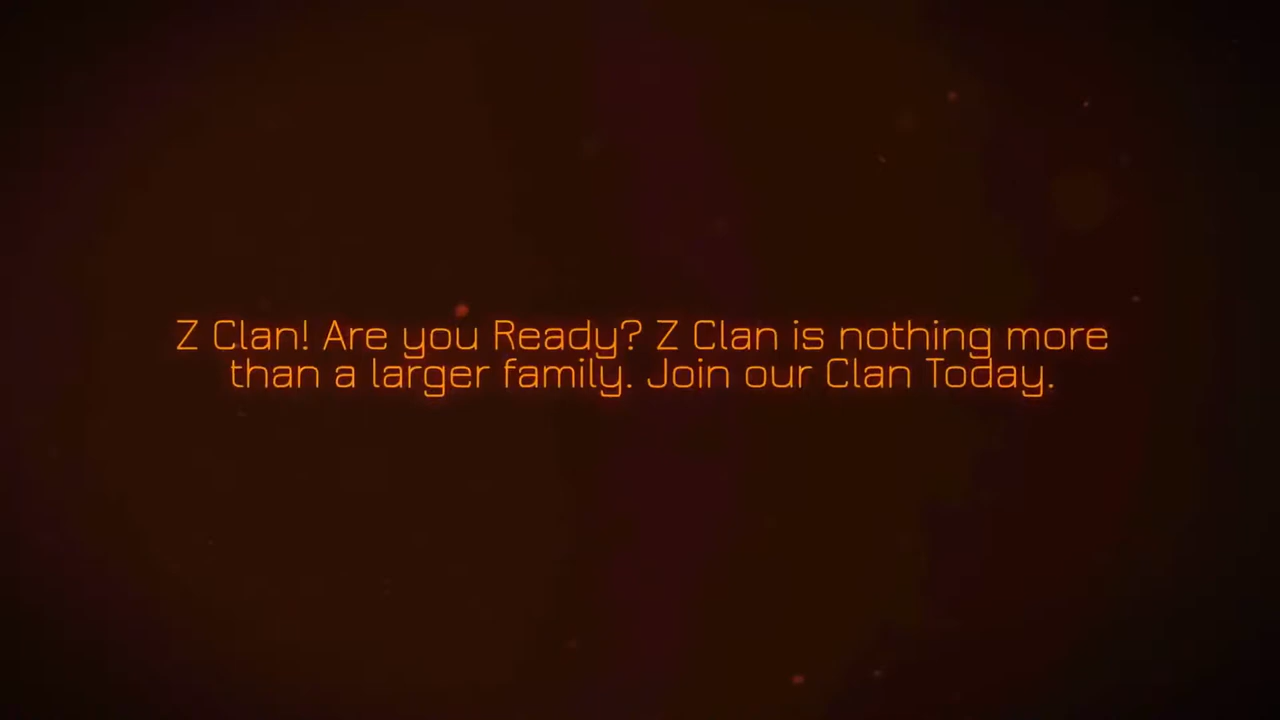 Z Clan! Are you Ready? Z Clan is nothing more
than a larger family. Join our Clan Today.